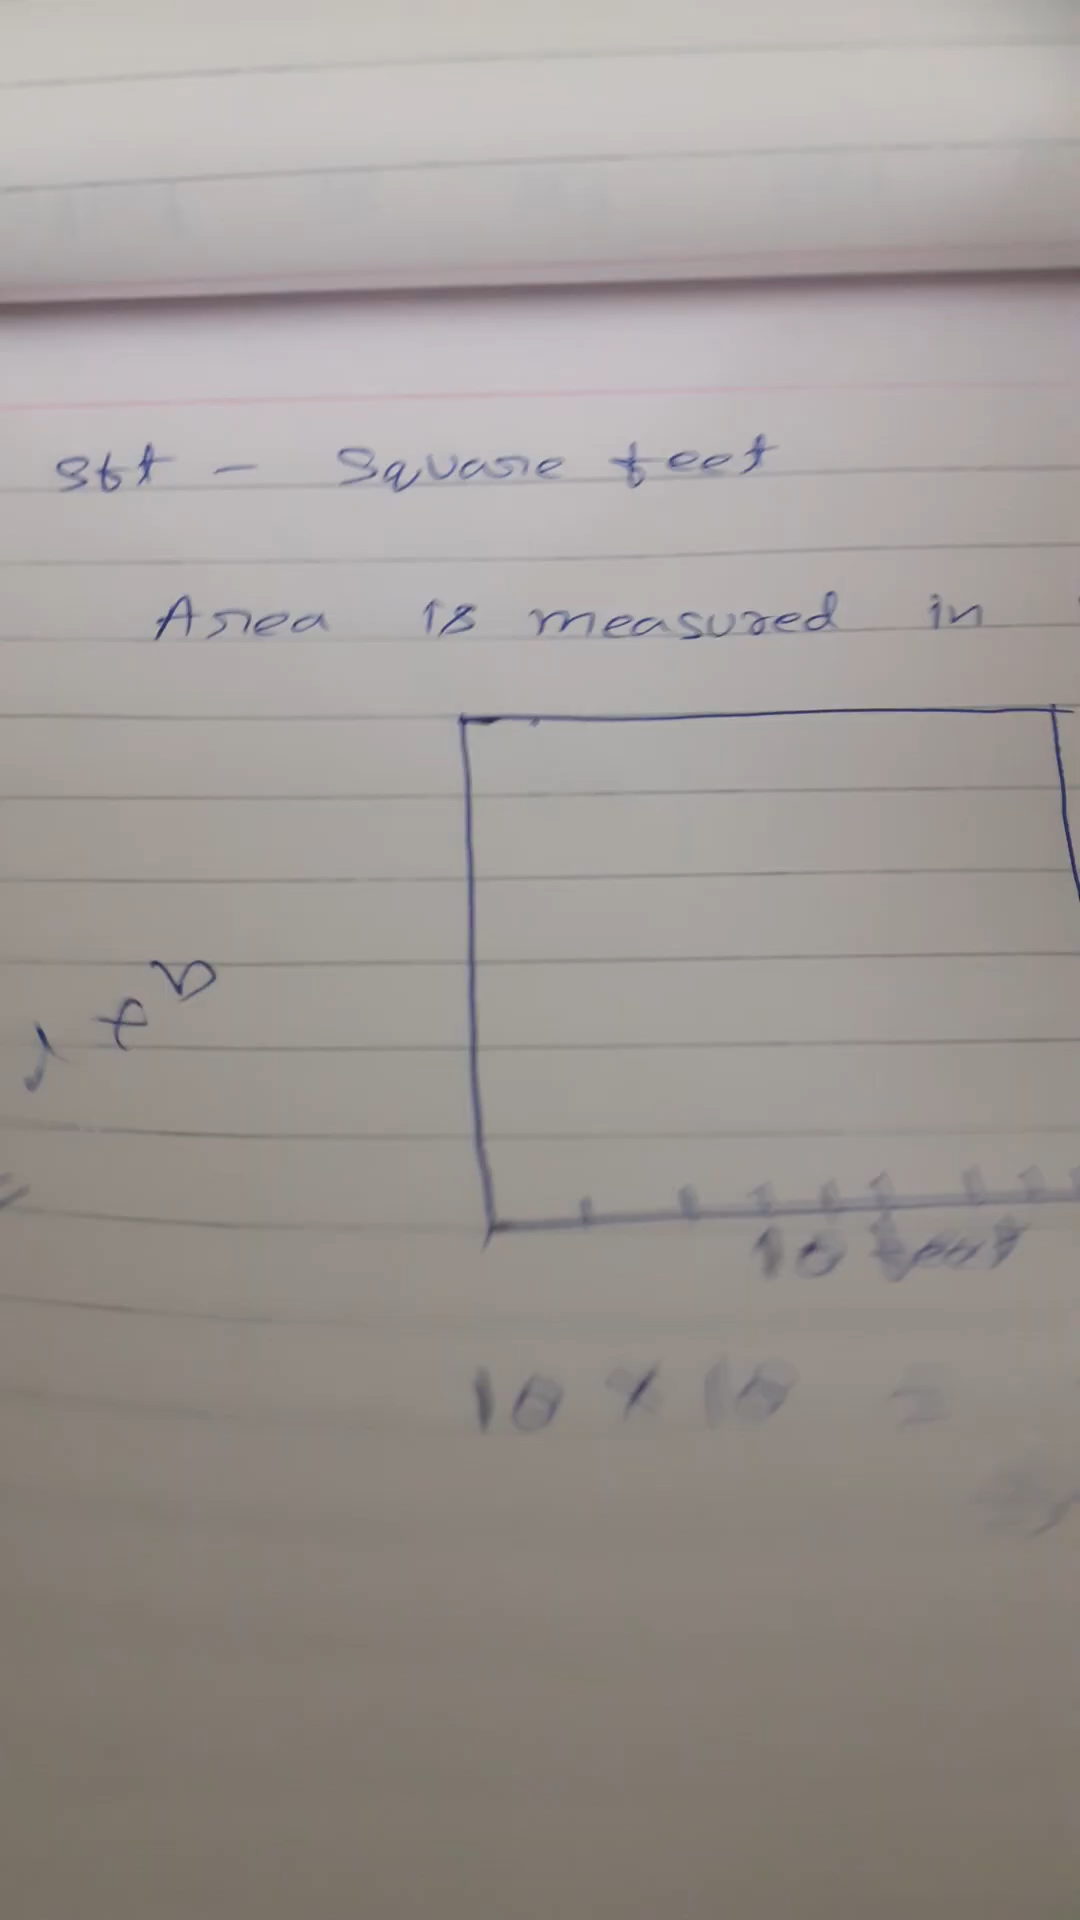 sft - Square feet
Area is measured in
l × b
10 feet
10 × 10 =